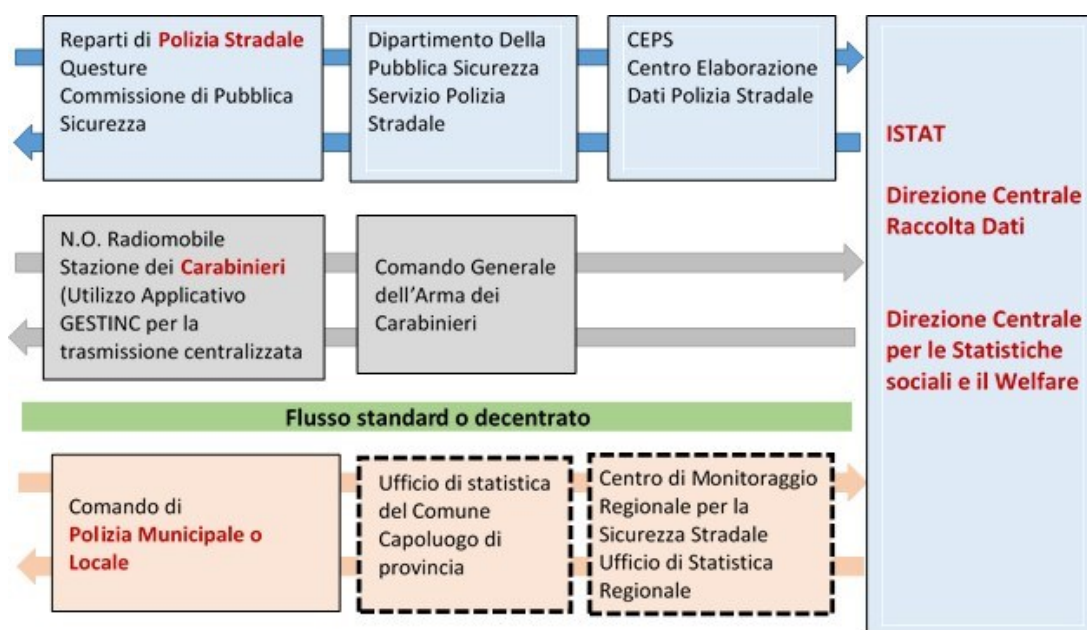 Reparti di Polizia Stradale
Questure
Commissione di Pubblica
Sicurezza
Dipartimento Della
Pubblica Sicurezza
Servizio Polizia
Stradale
CEPS
Centro Elaborazione
Dati Polizia Stradale
N.O. Radiomobile
Stazione dei Carabinieri
(Utilizzo Applicativo
GESTINC per la
trasmissione centralizzata
Comando Generale
dell'Arma dei
Carabinieri
Flusso standard o decentrato
Comando di
Polizia Municipale o
Locale
Ufficio di statistica
del Comune
Capoluogo di
provincia
Centro di Monitoraggio
Regionale per la
Sicurezza Stradale
Ufficio di Statistica
Regionale
ISTAT
Direzione Centrale
Raccolta Dati
Direzione Centrale
per le Statistiche
sociali e il Welfare